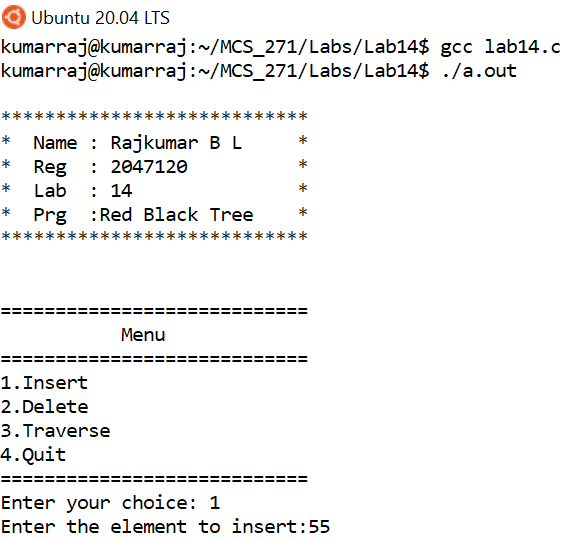 Ubuntu 20.04 LTS
kumarraj@kumarraj:~/MCS_271/Labs/Lab14$ gcc lab14.c
kumarraj@kumarraj:~/MCS_271/Labs/Lab14$ ./a.out
****************************
*  Name : Rajkumar B L     *
*  Reg  : 2047120          *
*  Lab  : 14               *
*  Prg  :Red Black Tree    *
****************************
============================
           Menu
============================
1.Insert
2.Delete
3.Traverse
4.Quit
============================
Enter your choice: 1
Enter the element to insert:55